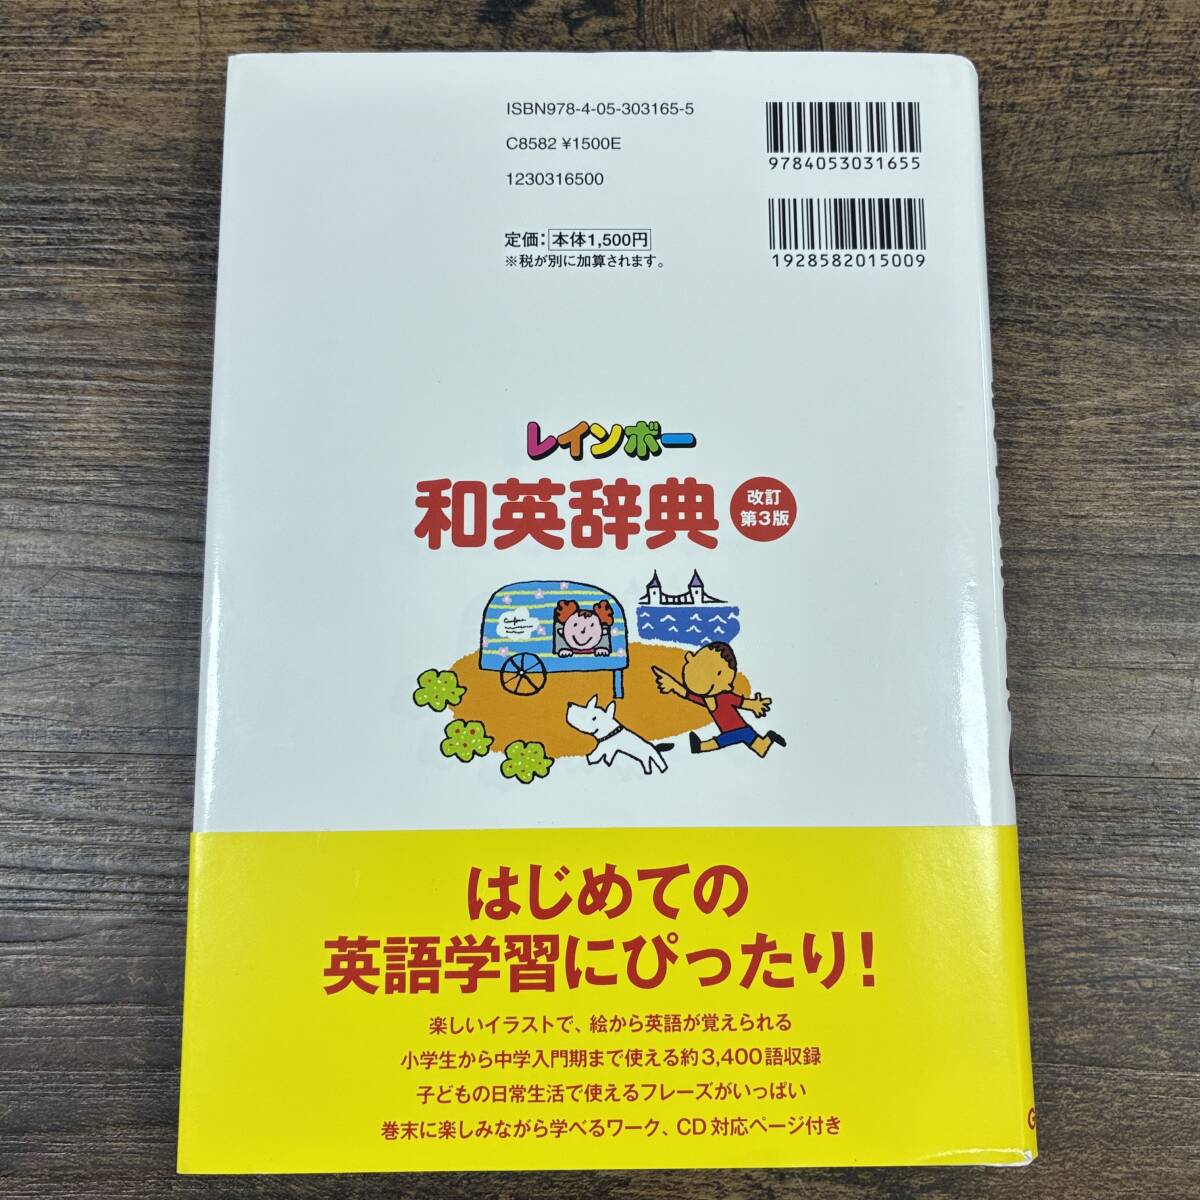 ISBN978-4-05-303165-5
C8582 ¥1500E
1230316500
9784053031655
定価：本体1,500円
※税が別に加算されます。
1928582015009
レインボー
和英辞典
改訂
第3版
はじめての
英語学習にぴったり！
楽しいイラストで、絵から英語が覚えられる
小学生から中学入門期まで使える約3,400語収録
子どもの日常生活で使えるフレーズがいっぱい
巻末に楽しみながら学べるワーク、CD対応ページ付き